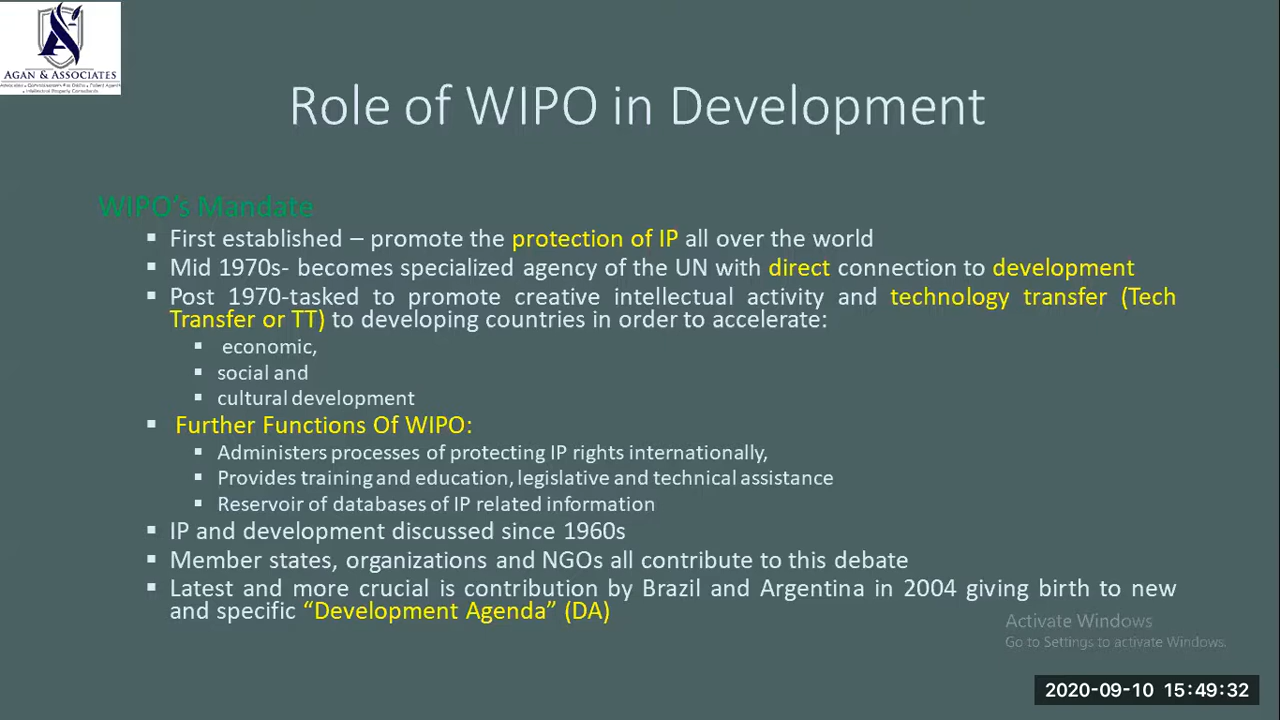 AGAN & ASSOCIATES
Role of WIPO in Development
WIPO's Mandate
▪ First established – promote the protection of IP all over the world
▪ Mid 1970s- becomes specialized agency of the UN with direct connection to development
▪ Post 1970-tasked to promote creative intellectual activity and technology transfer (Tech
Transfer or TT) to developing countries in order to accelerate:
▪ economic,
▪ social and
▪ cultural development
▪ Further Functions Of WIPO:
▪ Administers processes of protecting IP rights internationally,
▪ Provides training and education, legislative and technical assistance
▪ Reservoir of databases of IP related information
▪ IP and development discussed since 1960s
▪ Member states, organizations and NGOs all contribute to this debate
▪ Latest and more crucial is contribution by Brazil and Argentina in 2004 giving birth to new
and specific “Development Agenda” (DA)
Activate Windows
Go to Settings to activate Windows.
2020-09-10 15:49:32